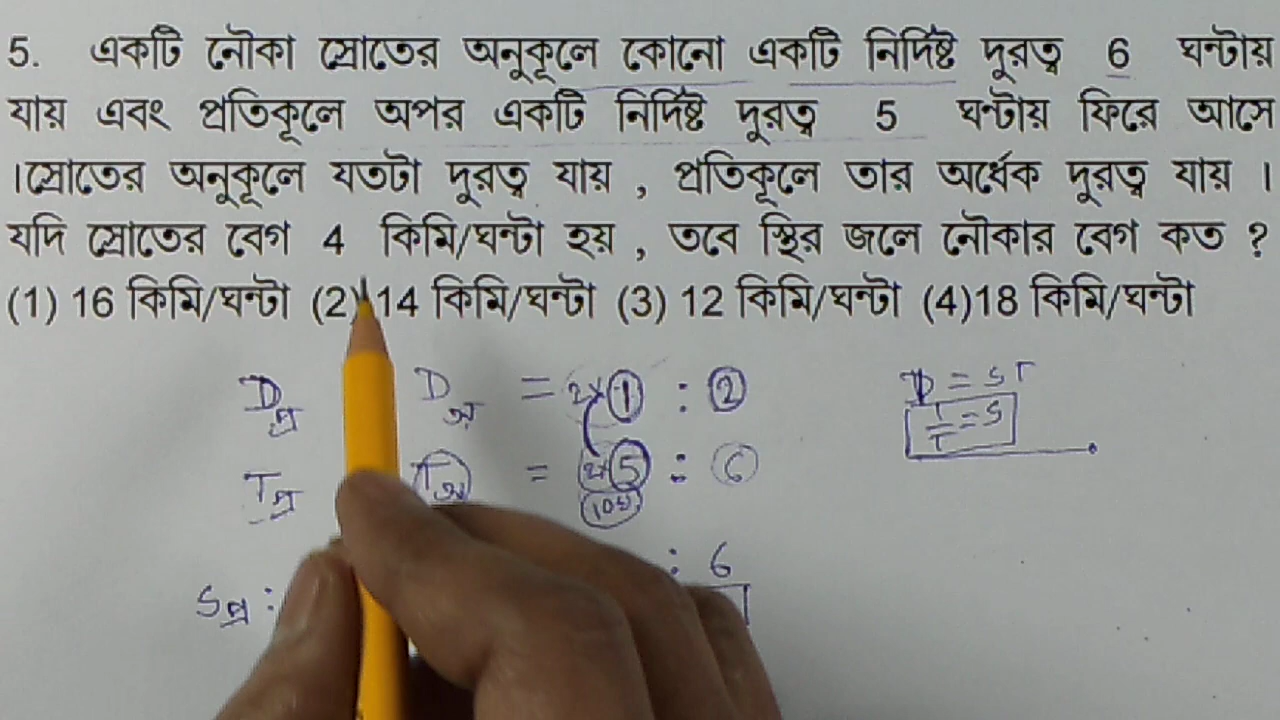 5. একটি নৌকা স্রোতের অনুকূলে কোনো একটি নির্দিষ্ট দুরত্ব 6 ঘন্টায়
যায় এবং প্রতিকূলে অপর একটি নির্দিষ্ট দুরত্ব 5 ঘন্টায় ফিরে আসে
।স্রোতের অনুকূলে যতটা দুরত্ব যায় , প্রতিকূলে তার অর্ধেক দুরত্ব যায় ।
যদি স্রোতের বেগ 4 কিমি/ঘন্টা হয় , তবে স্থির জলে নৌকার বেগ কত ?
(1) 16 কিমি/ঘন্টা (2) 14 কিমি/ঘন্টা (3) 12 কিমি/ঘন্টা (4)18 কিমি/ঘন্টা
D প্র D অ = 2× 1 : 2
D = ST
T = S
T প্র T অ = 2× 5 : 6
: 6
S প্র :